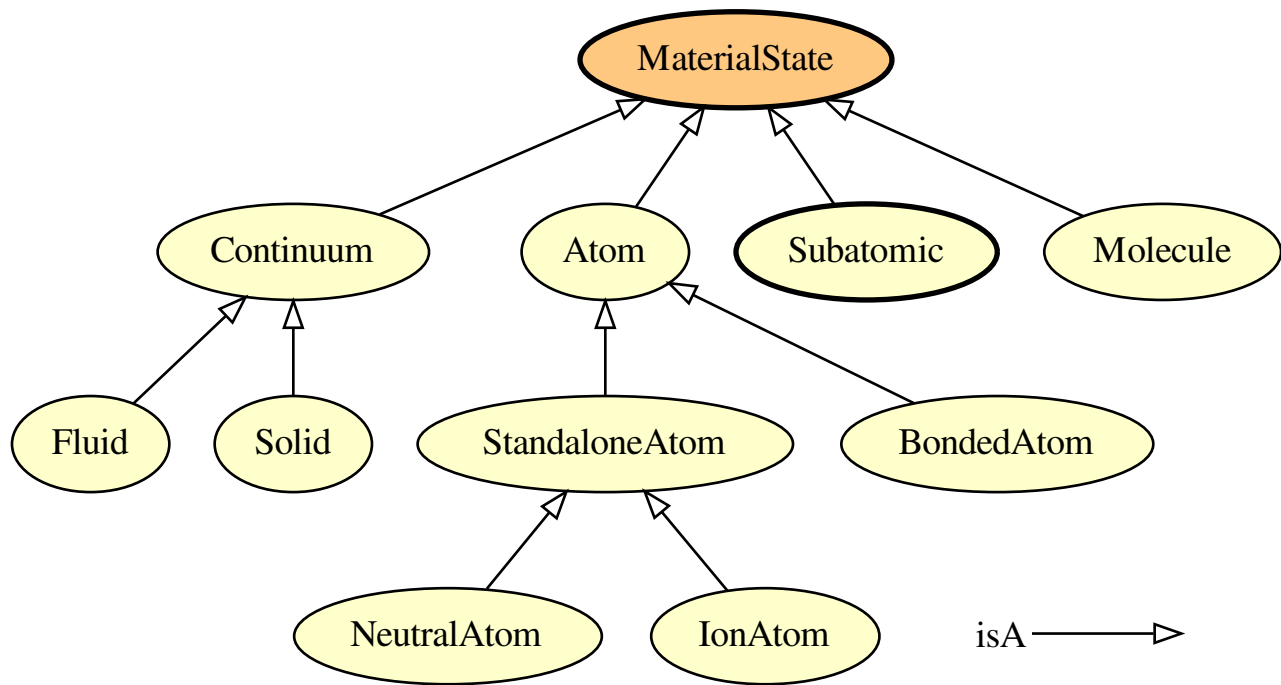 MaterialState
Continuum
Atom
Subatomic
Molecule
Fluid
Solid
StandaloneAtom
BondedAtom
NeutralAtom
IonAtom
isA